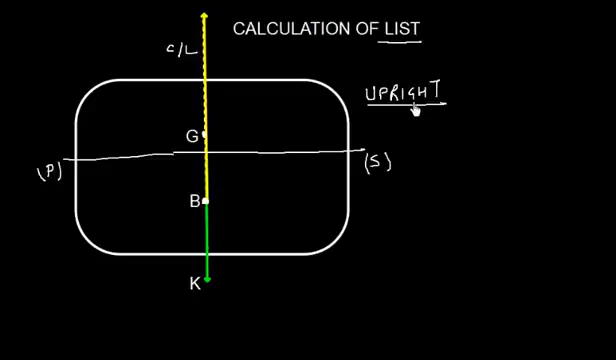 CALCULATION OF LIST
C/L
UPRIGHT
G
(P)
(S)
B
K